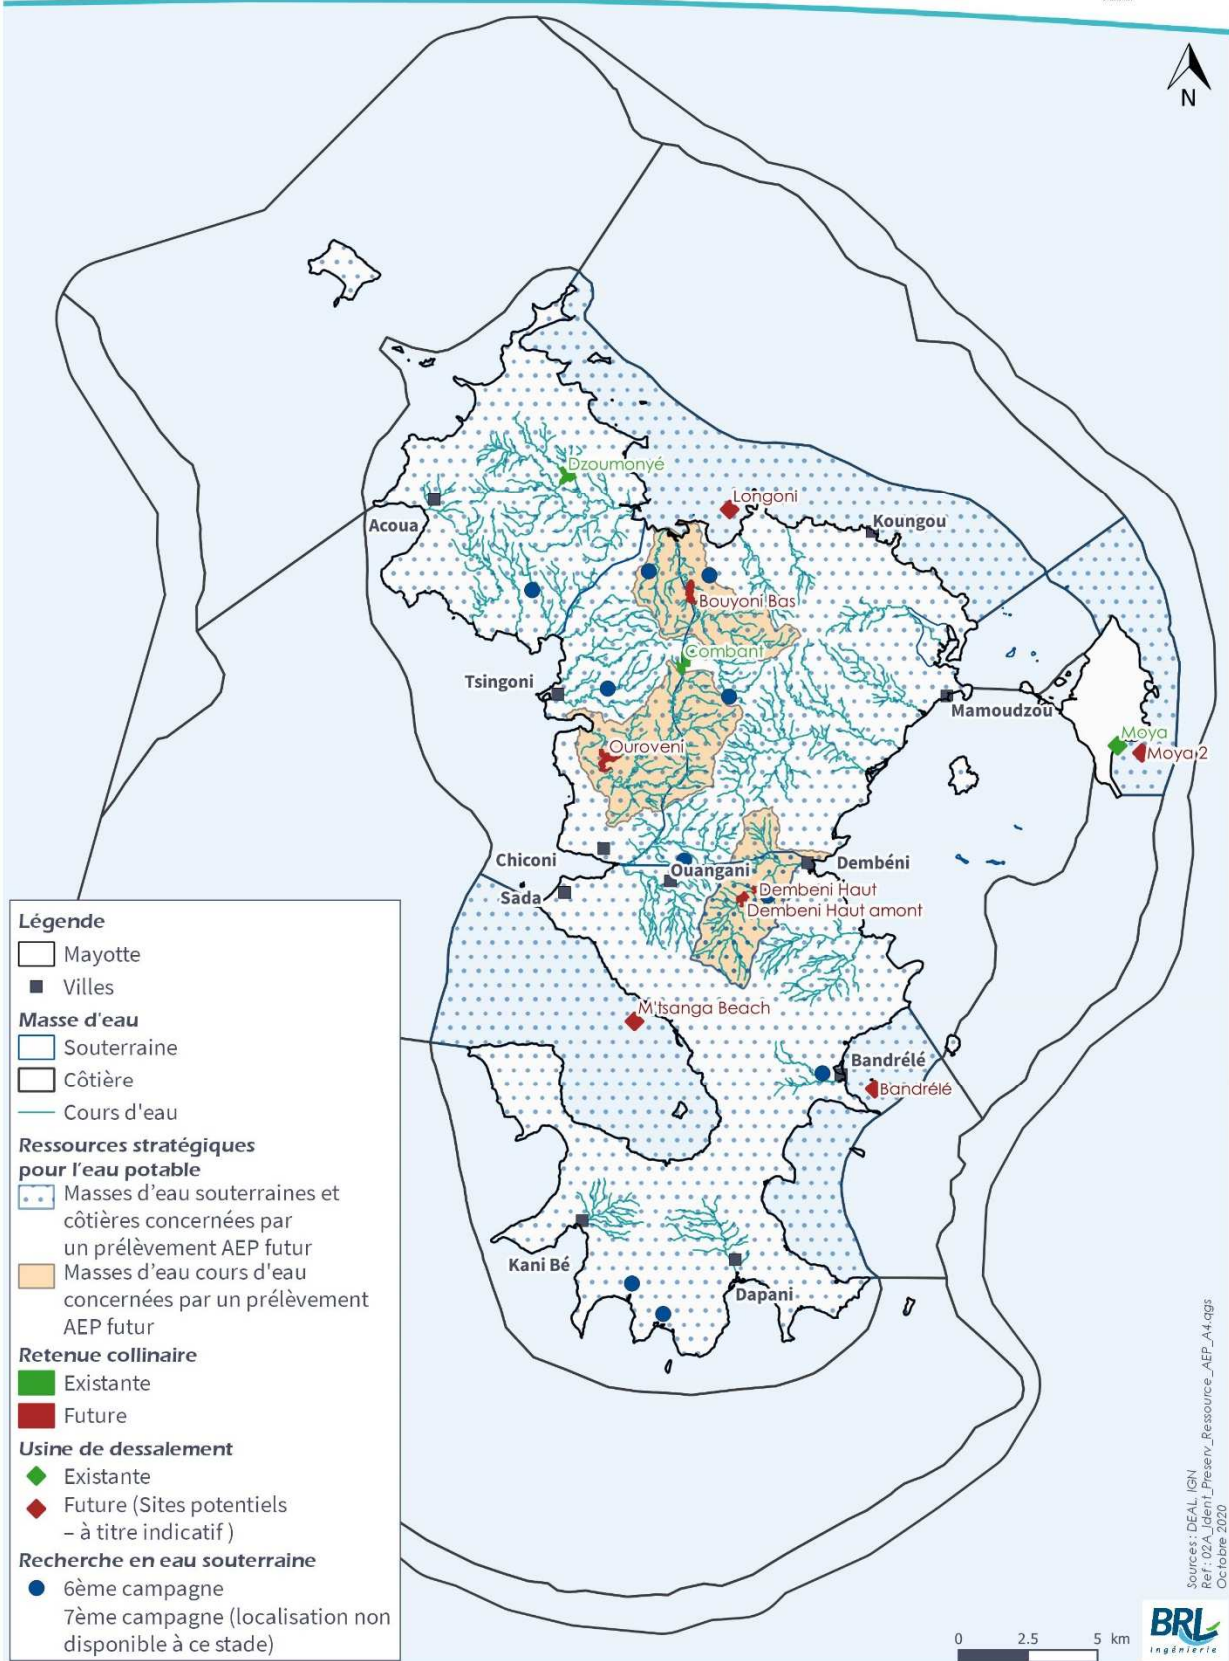 N
Dzoumonyé
Longoni
Acoua
Koungou
Bouyoni Bas
Combant
Tsingoni
Mamoudzou
Moya
Moya 2
Ouroveni
Chiconi
Ouangani
Dembéni
Sada
Dembeni Haut
Dembeni Haut amont
M'tsanga Beach
Bandrélé
Bandrélé
Kani Bé
Dapani
Légende
Mayotte
Villes
Masse d'eau
Souterraine
Côtière
Cours d'eau
Ressources stratégiques
pour l'eau potable
Masses d'eau souterraines et
côtières concernées par
un prélèvement AEP futur
Masses d'eau cours d'eau
concernées par un prélèvement
AEP futur
Retenue collinaire
Existante
Future
Usine de dessalement
Existante
Future (Sites potentiels
– à titre indicatif )
Recherche en eau souterraine
6ème campagne
7ème campagne (localisation non
disponible à ce stade)
0 2.5 5 km
Sources : DEAL, IGN
Ref : 02A_Ident_Preserv_Ressource_AEP_A4.qgs
Octobre 2020
BRL
Ingénierie